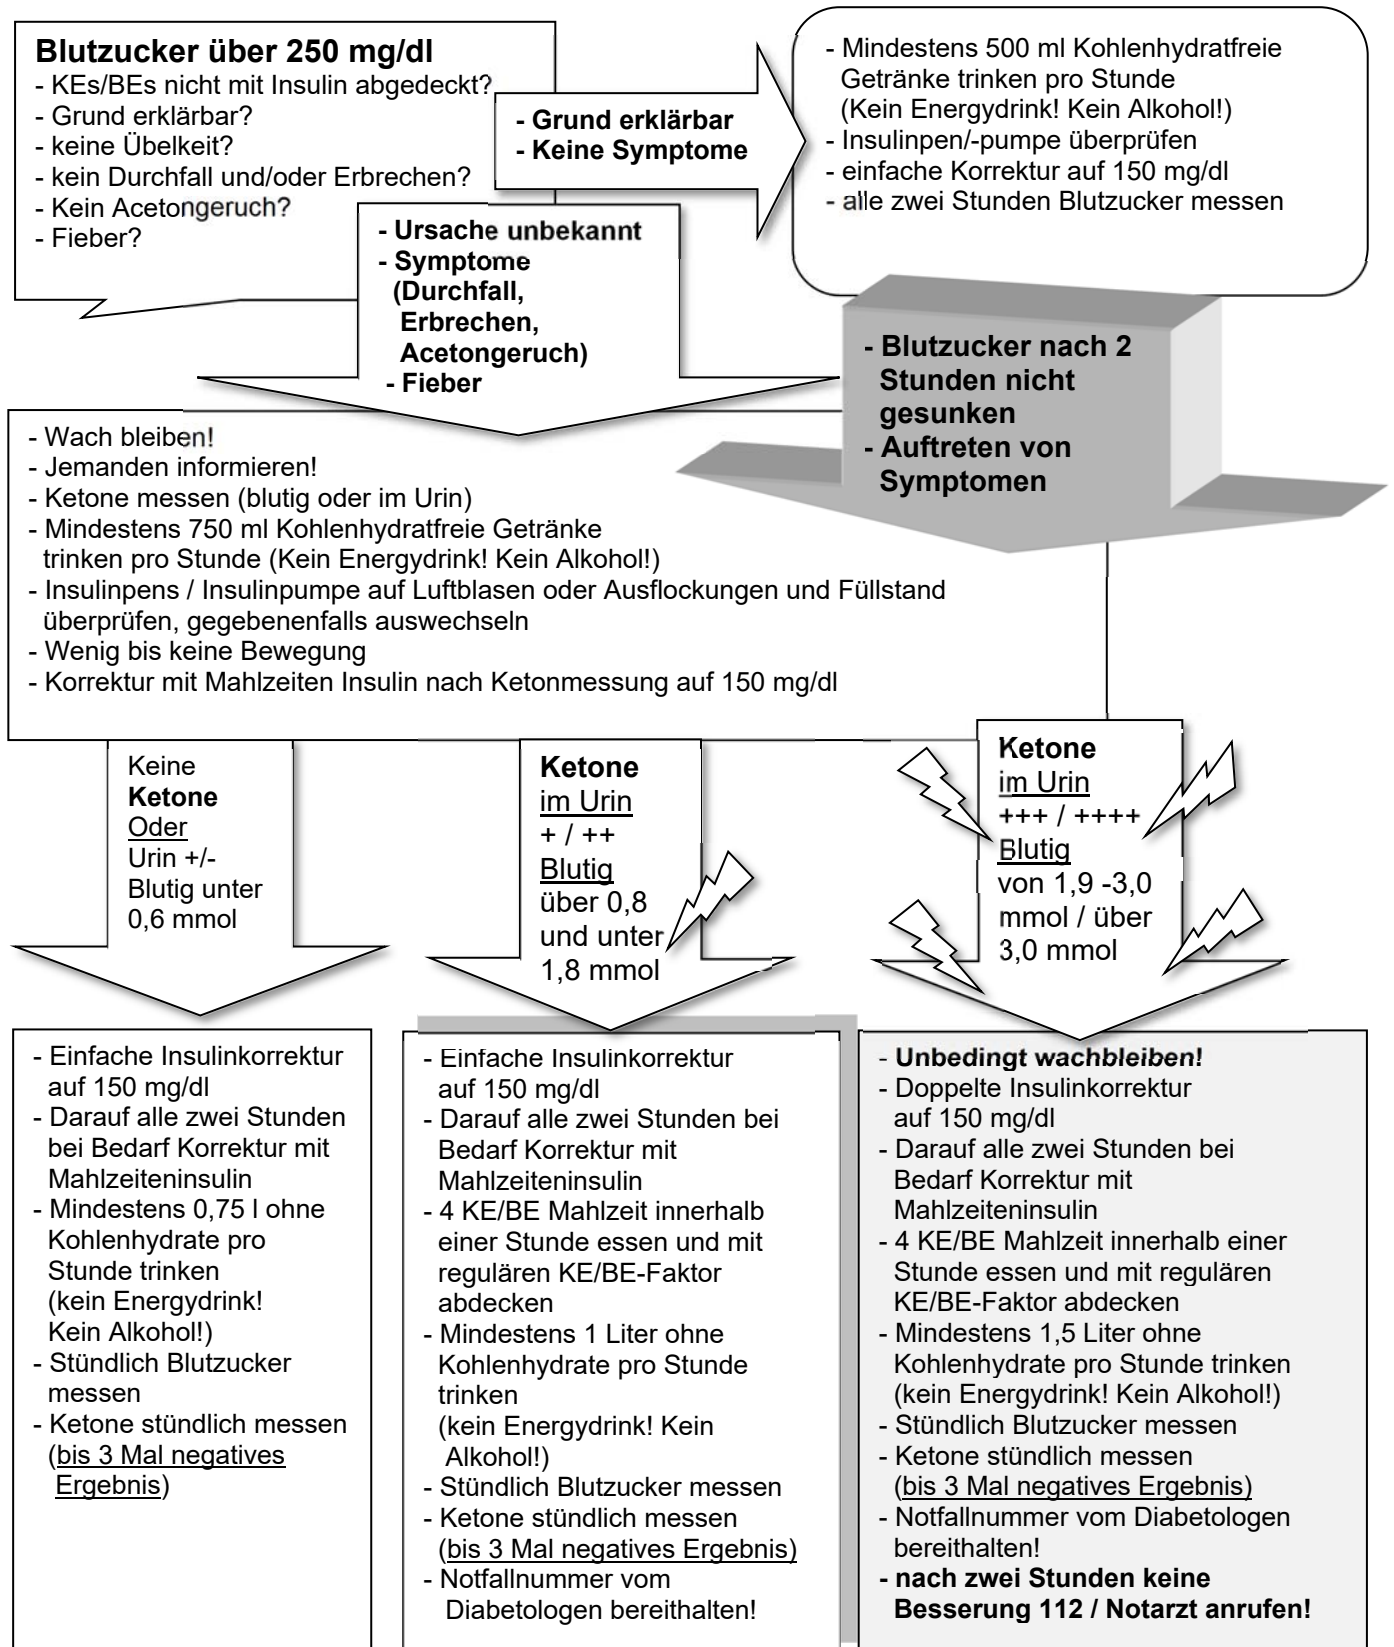 Blutzucker über 250 mg/dl
- KEs/BEs nicht mit Insulin abgedeckt?
- Grund erklärbar?
- keine Übelkeit?
- kein Durchfall und/oder Erbrechen?
- Kein Acetongeruch?
- Fieber?
- Grund erklärbar
- Keine Symptome
- Mindestens 500 ml Kohlenhydratfreie
Getränke trinken pro Stunde
(Kein Energydrink! Kein Alkohol!)
- Insulinpen/-pumpe überprüfen
- einfache Korrektur auf 150 mg/dl
- alle zwei Stunden Blutzucker messen
- Ursache unbekannt
- Symptome
(Durchfall,
Erbrechen,
Acetongeruch)
- Fieber
- Blutzucker nach 2
Stunden nicht
gesunken
- Auftreten von
Symptomen
- Wach bleiben!
- Jemanden informieren!
- Ketone messen (blutig oder im Urin)
- Mindestens 750 ml Kohlenhydratfreie Getränke
trinken pro Stunde (Kein Energydrink! Kein Alkohol!)
- Insulinpens / Insulinpumpe auf Luftblasen oder Ausflockungen und Füllstand
überprüfen, gegebenenfalls auswechseln
- Wenig bis keine Bewegung
- Korrektur mit Mahlzeiten Insulin nach Ketonmessung auf 150 mg/dl
Keine
Ketone
Oder
Urin +/-
Blutig unter
0,6 mmol
Ketone
im Urin
+ / ++
Blutig
über 0,8
und unter
1,8 mmol
Ketone
im Urin
+++ / ++++
Blutig
von 1,9 -3,0
mmol / über
3,0 mmol
- Einfache Insulinkorrektur
auf 150 mg/dl
- Darauf alle zwei Stunden
bei Bedarf Korrektur mit
Mahlzeiteninsulin
- Mindestens 0,75 l ohne
Kohlenhydrate pro
Stunde trinken
(kein Energydrink!
Kein Alkohol!)
- Stündlich Blutzucker
messen
- Ketone stündlich messen
(bis 3 Mal negatives
Ergebnis)
- Einfache Insulinkorrektur
auf 150 mg/dl
- Darauf alle zwei Stunden bei
Bedarf Korrektur mit
Mahlzeiteninsulin
- 4 KE/BE Mahlzeit innerhalb
einer Stunde essen und mit
regulären KE/BE-Faktor
abdecken
- Mindestens 1 Liter ohne
Kohlenhydrate pro Stunde
trinken
(kein Energydrink! Kein
Alkohol!)
- Stündlich Blutzucker messen
- Ketone stündlich messen
(bis 3 Mal negatives Ergebnis)
- Notfallnummer vom
Diabetologen bereithalten!
- Unbedingt wachbleiben!
- Doppelte Insulinkorrektur
auf 150 mg/dl
- Darauf alle zwei Stunden bei
Bedarf Korrektur mit
Mahlzeiteninsulin
- 4 KE/BE Mahlzeit innerhalb einer
Stunde essen und mit regulären
KE/BE-Faktor abdecken
- Mindestens 1,5 Liter ohne
Kohlenhydrate pro Stunde trinken
(kein Energydrink! Kein Alkohol!)
- Stündlich Blutzucker messen
- Ketone stündlich messen
(bis 3 Mal negatives Ergebnis)
- Notfallnummer vom Diabetologen
bereithalten!
- nach zwei Stunden keine
Besserung 112 / Notarzt anrufen!